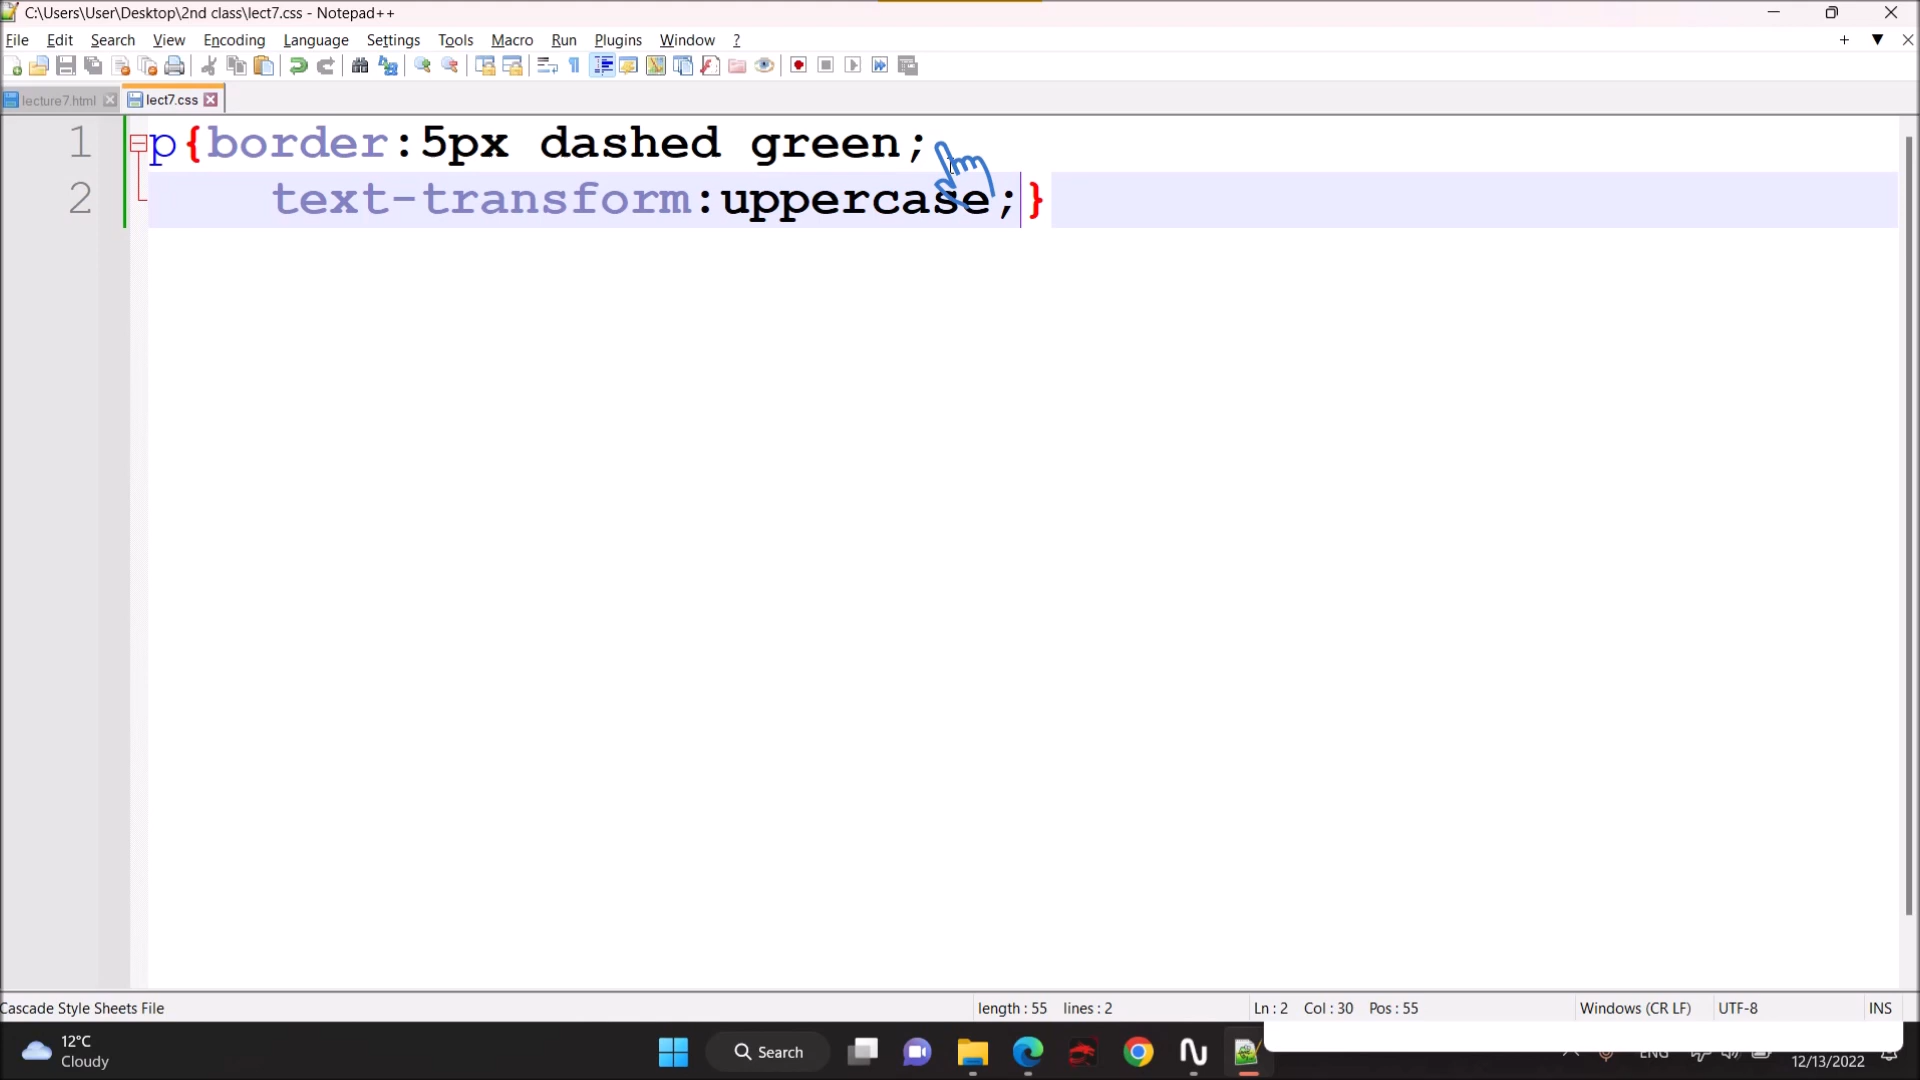 C:\Users\User\Desktop\2nd class\lect7.css - Notepad++
File Edit Search View Encoding Language Settings Tools Macro Run Plugins Window ?
lecture7.html lect7.css
1 p{border:5px dashed green;
2 text-transform:uppercase;}
Cascade Style Sheets File length : 55 lines : 2 Ln : 2 Col : 30 Pos : 55 Windows (CR LF) UTF-8 INS
12°C
Cloudy
Search
ENG
12/13/2022